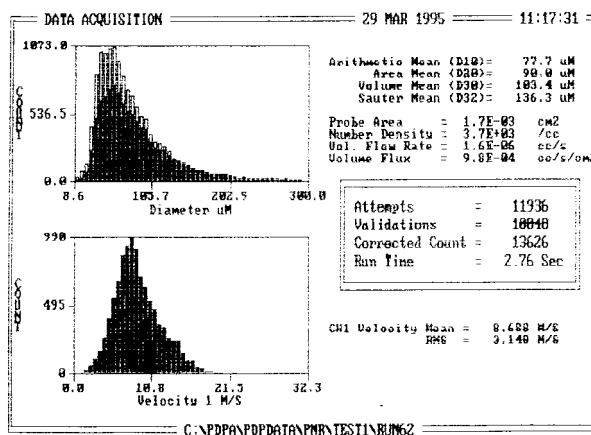 DATA ACQUISITION 29 MAR 1995 11:17:31
1073.0
536.5
0.0
COUNT
8.6 105.7 202.9 300.0
Diameter uM
Arithmetic Mean (D10)= 77.7 uM
Area Mean (D20)= 90.0 uM
Volume Mean (D30)= 103.4 uM
Sauter Mean (D32)= 136.3 uM
Probe Area = 1.7E-03 cm2
Number Density = 3.7E+03 /cc
Vol. Flow Rate = 1.6E-06 cc/s
Volume Flux = 9.8E-04 cc/s/cm2
Attempts = 11936
Validations = 10040
Corrected Count = 13626
Run Time = 2.76 Sec
990
495
0
COUNT
0.0 10.8 21.5 32.3
Velocity 1 M/S
CH1 Velocity Mean = 8.688 M/S
RMS = 3.140 M/S
C:\PDPA\PDPDATA\PMR\TEST1\RUN62